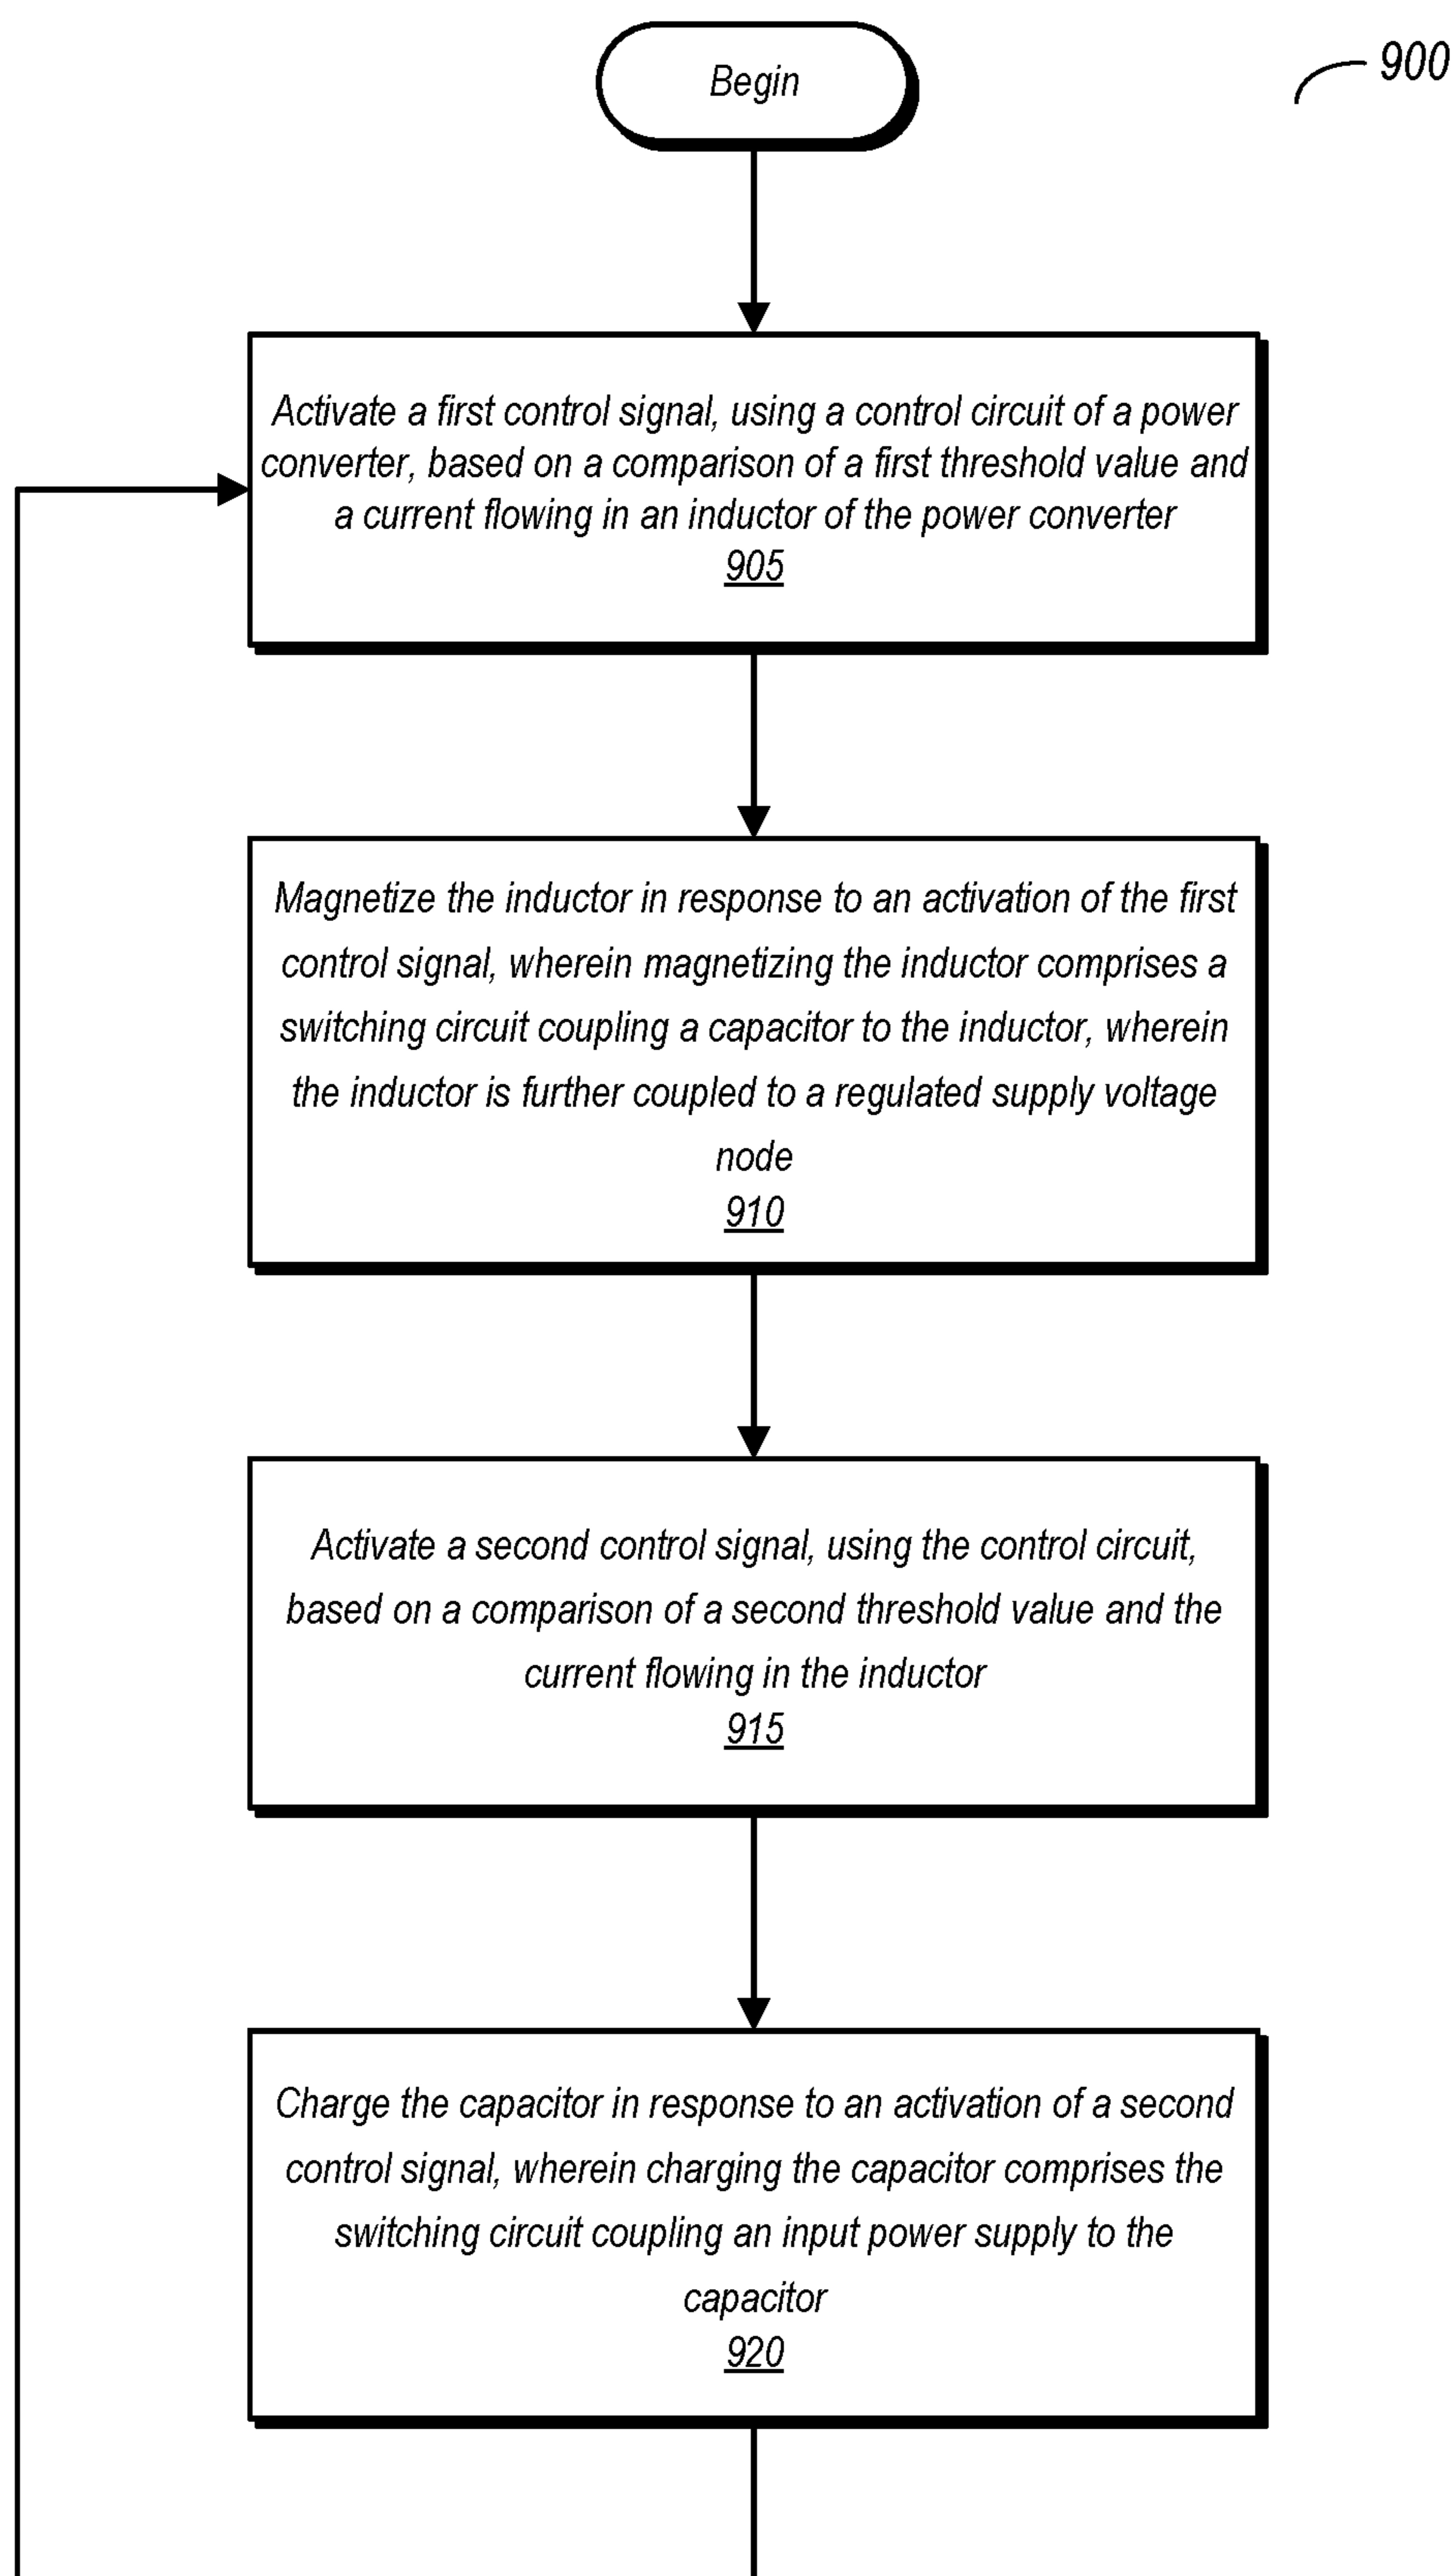 Begin
900
Activate a first control signal, using a control circuit of a power
converter, based on a comparison of a first threshold value and
a current flowing in an inductor of the power converter
905
Magnetize the inductor in response to an activation of the first
control signal, wherein magnetizing the inductor comprises a
switching circuit coupling a capacitor to the inductor, wherein
the inductor is further coupled to a regulated supply voltage
node
910
Activate a second control signal, using the control circuit,
based on a comparison of a second threshold value and the
current flowing in the inductor
915
Charge the capacitor in response to an activation of a second
control signal, wherein charging the capacitor comprises the
switching circuit coupling an input power supply to the
capacitor
920